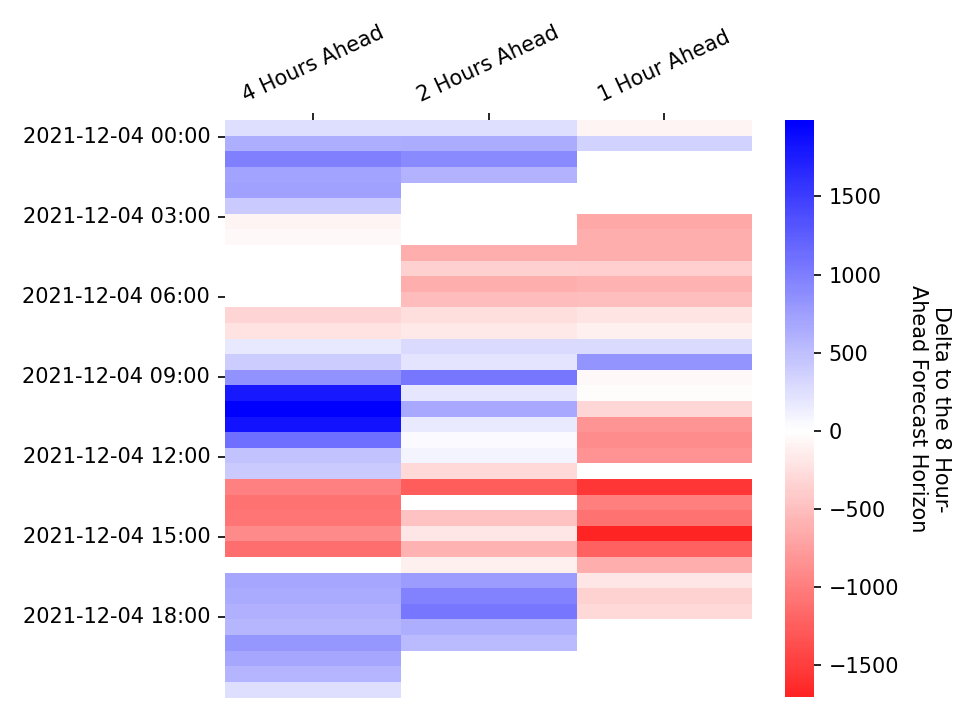 4 Hours Ahead
2 Hours Ahead
1 Hour Ahead
2021-12-04 00:00
2021-12-04 03:00
2021-12-04 06:00
2021-12-04 09:00
2021-12-04 12:00
2021-12-04 15:00
2021-12-04 18:00
1500
1000
500
0
−500
−1000
−1500
Delta to the 8 Hour-
Ahead Forecast Horizon